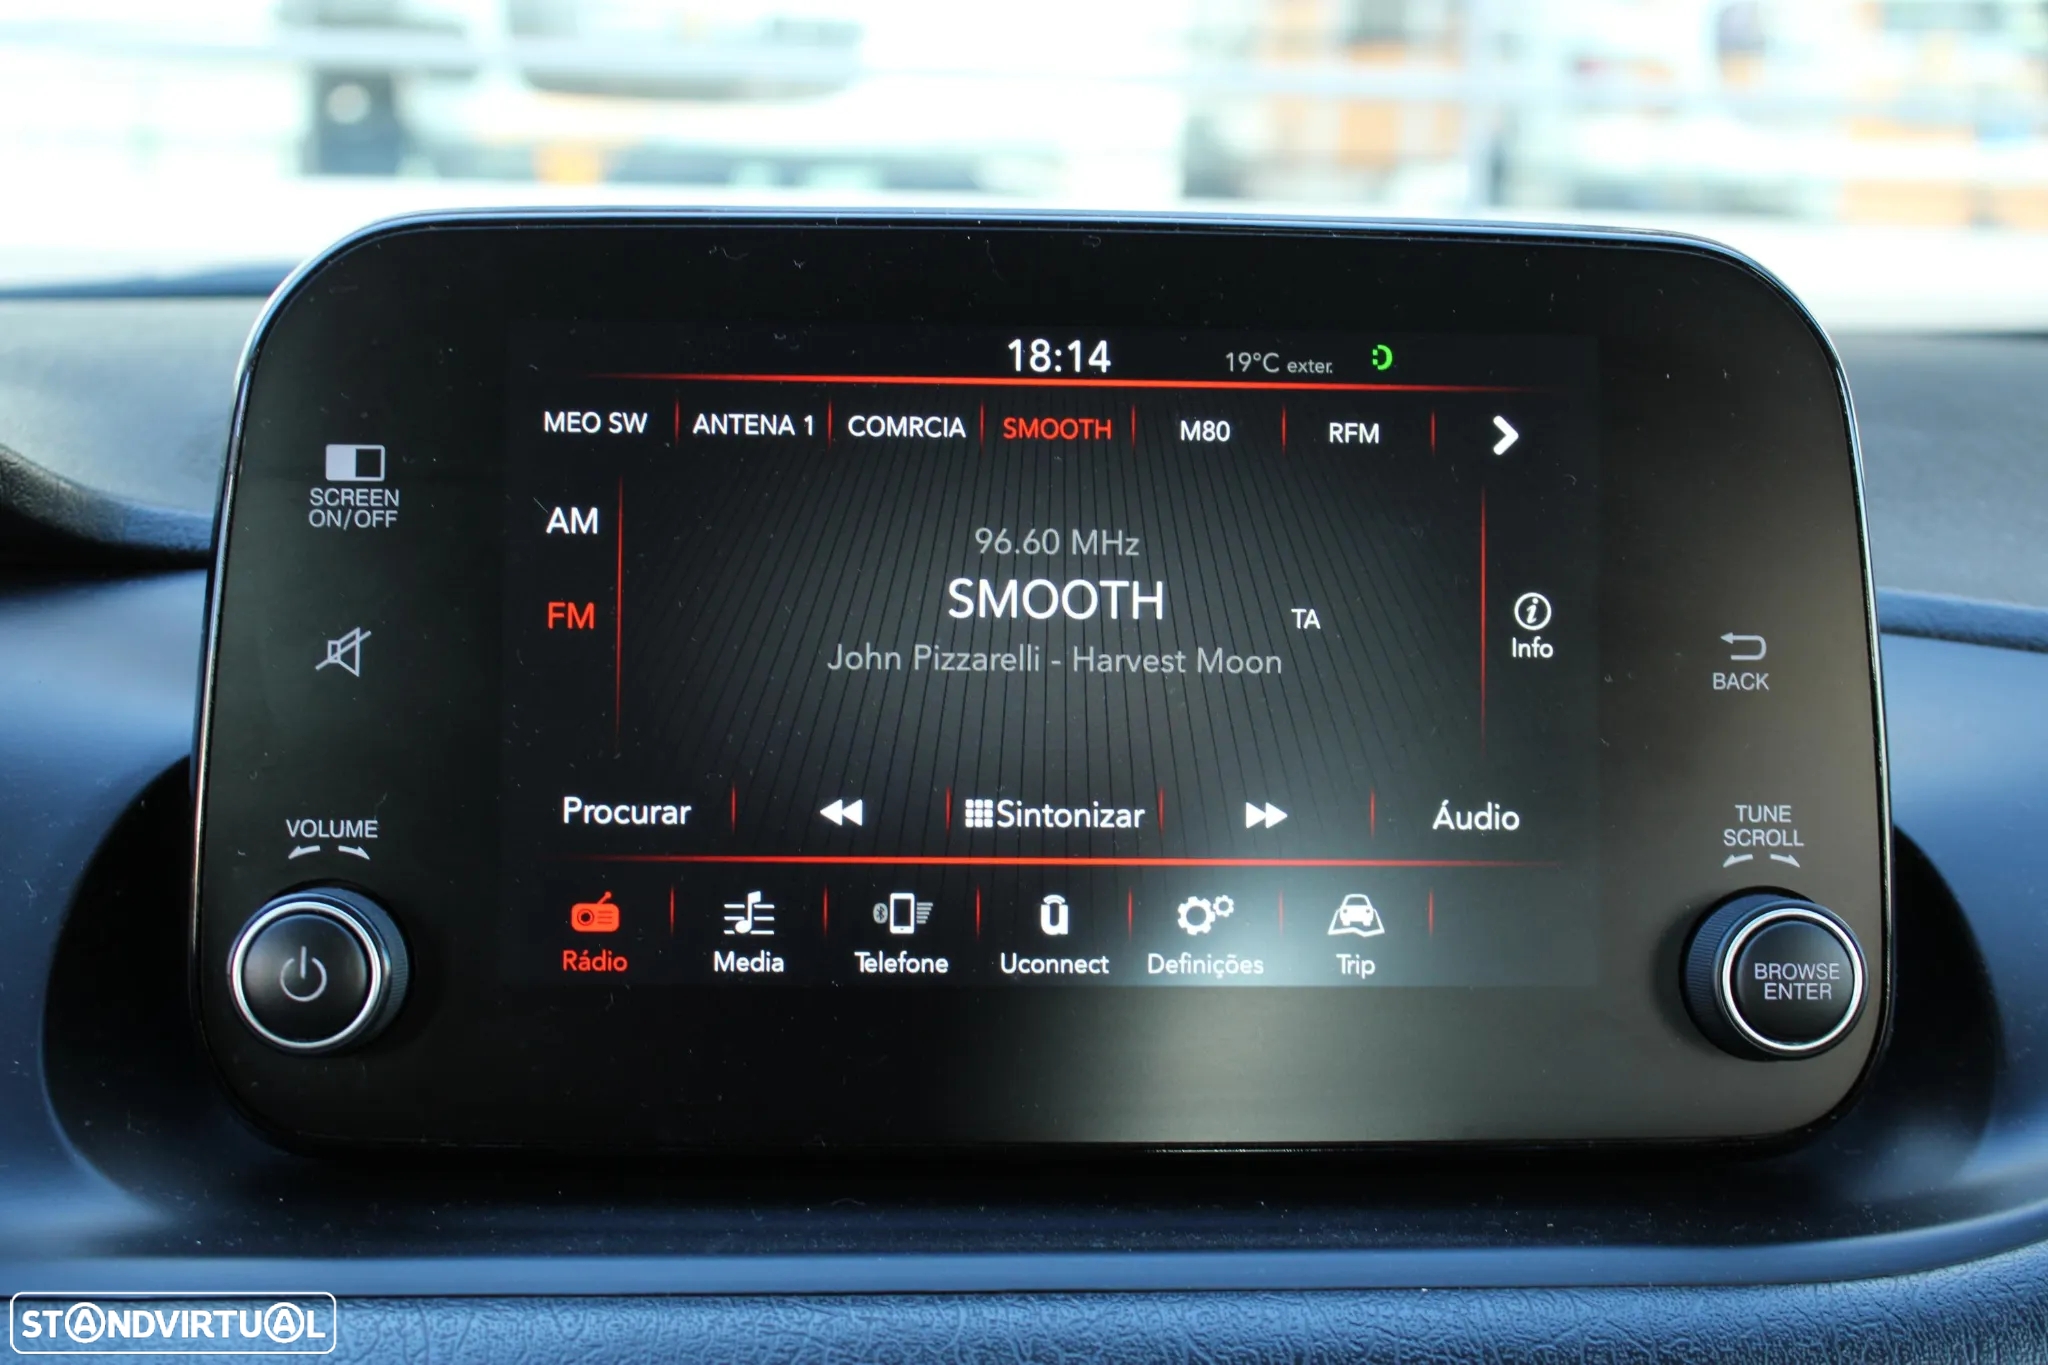 18:14
19°C exter.
MEO SW
ANTENA 1
COMRCIA
SMOOTH
M80
RFM
SCREEN
ON/OFF
AM
FM
96.60 MHz
SMOOTH
TA
John Pizzarelli - Harvest Moon
Info
BACK
VOLUME
Procurar
Sintonizar
Áudio
TUNE
SCROLL
Rádio
Media
Telefone
Uconnect
Definições
Trip
BROWSE
ENTER
STANDVIRTUAL